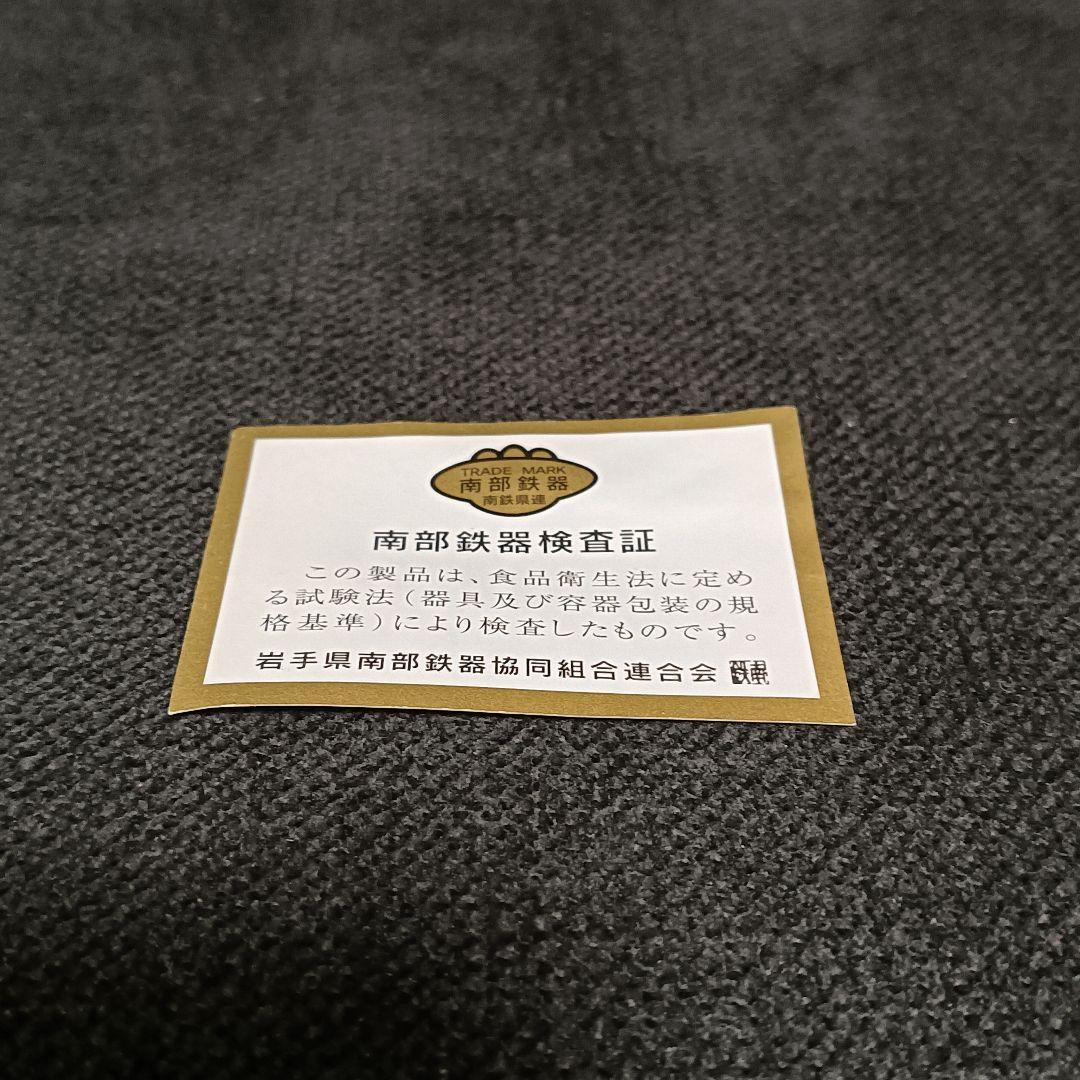 TRADE MARK
南部鉄器
南鉄県連
南部鉄器検査証
この製品は、食品衛生法に定め
る試験法(器具及び容器包装の規
格基準)により検査したものです。
岩手県南部鉄器協同組合連合会